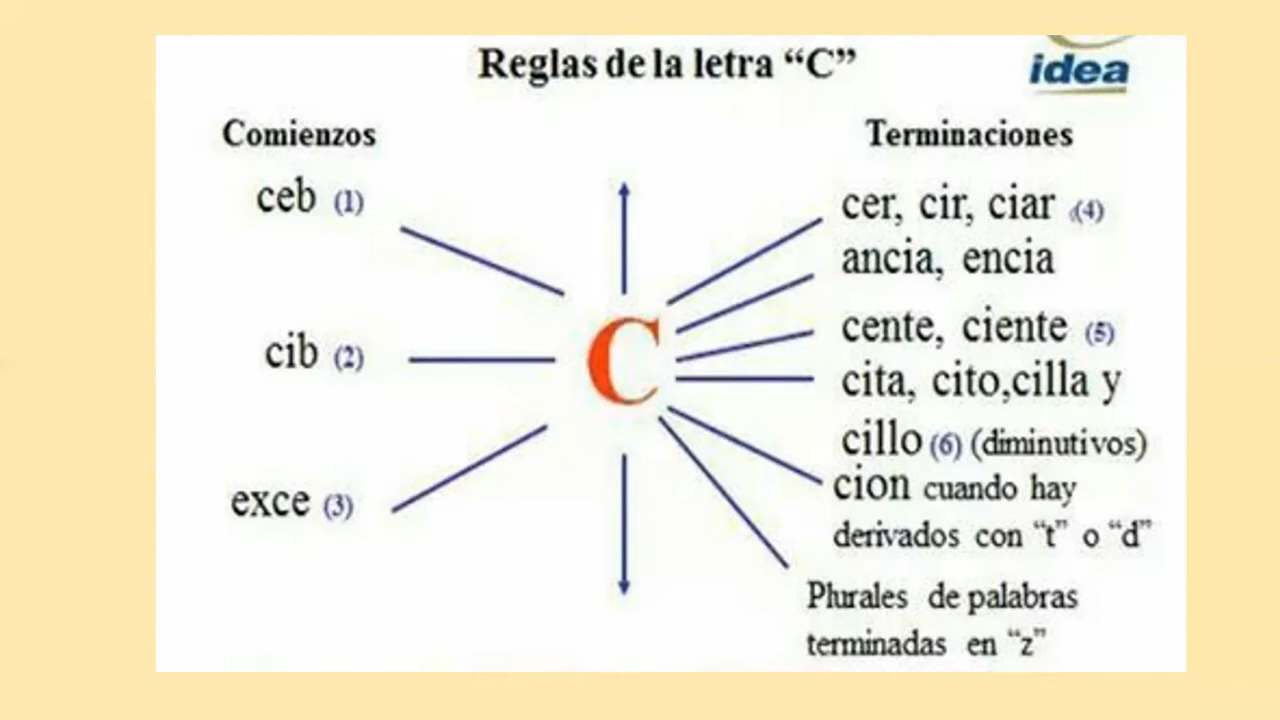 Reglas de la letra “C”
idea
Comienzos
ceb (1)
cib (2)
exce (3)
C
Terminaciones
cer, cir, ciar (4)
ancia, encia
cente, ciente (5)
cita, cito,cilla y
cillo (6) (diminutivos)
cion cuando hay
derivados con “t” o “d”
Plurales de palabras
terminadas en “z”